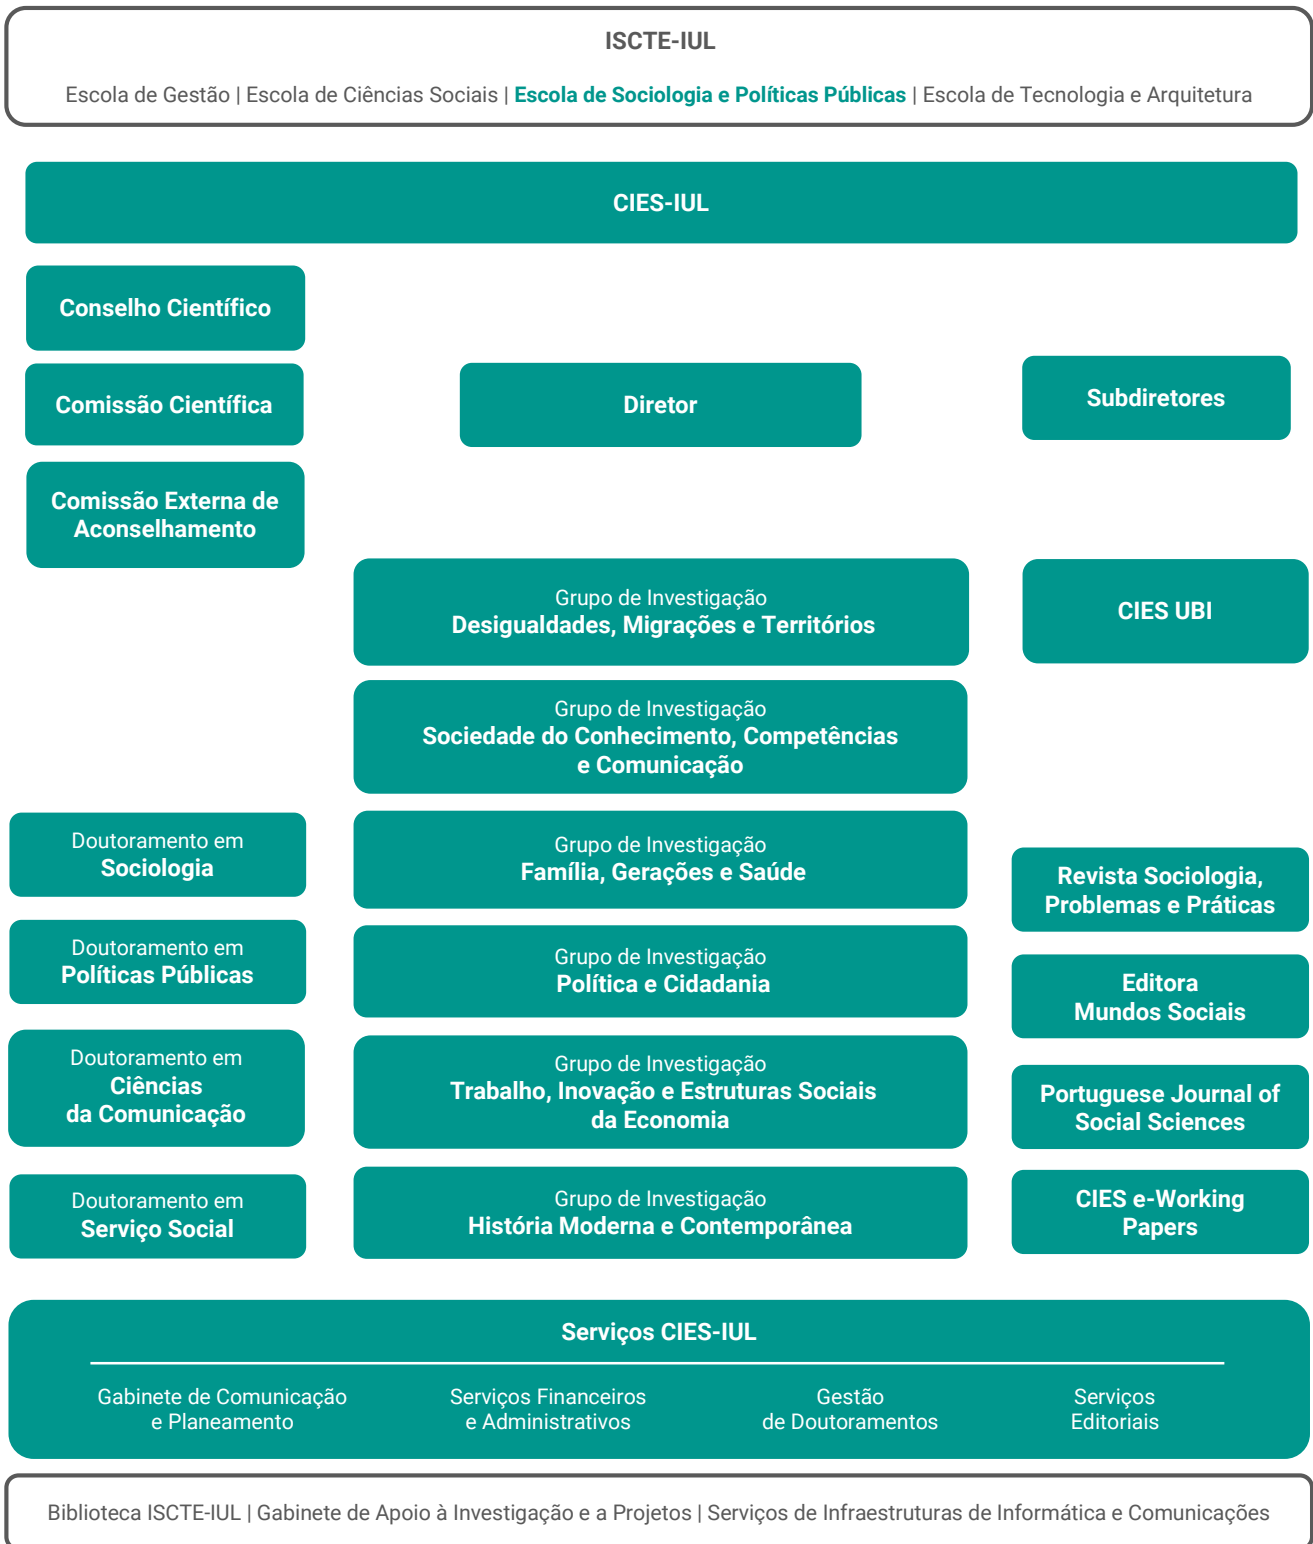 ISCTE-IUL
Escola de Gestão | Escola de Ciências Sociais | Escola de Sociologia e Políticas Públicas | Escola de Tecnologia e Arquitetura
CIES-IUL
Conselho Científico
Comissão Científica
Diretor
Subdiretores
Comissão Externa de
Aconselhamento
Grupo de Investigação
Desigualdades, Migrações e Territórios
CIES UBI
Grupo de Investigação
Sociedade do Conhecimento, Competências
e Comunicação
Doutoramento em
Sociologia
Grupo de Investigação
Família, Gerações e Saúde
Revista Sociologia,
Problemas e Práticas
Doutoramento em
Políticas Públicas
Grupo de Investigação
Política e Cidadania
Editora
Mundos Sociais
Doutoramento em
Ciências
da Comunicação
Grupo de Investigação
Trabalho, Inovação e Estruturas Sociais
da Economia
Portuguese Journal of
Social Sciences
Doutoramento em
Serviço Social
Grupo de Investigação
História Moderna e Contemporânea
CIES e-Working
Papers
Serviços CIES-IUL
Gabinete de Comunicação
e Planeamento
Serviços Financeiros
e Administrativos
Gestão
de Doutoramentos
Serviços
Editoriais
Biblioteca ISCTE-IUL | Gabinete de Apoio à Investigação e a Projetos | Serviços de Infraestruturas de Informática e Comunicações